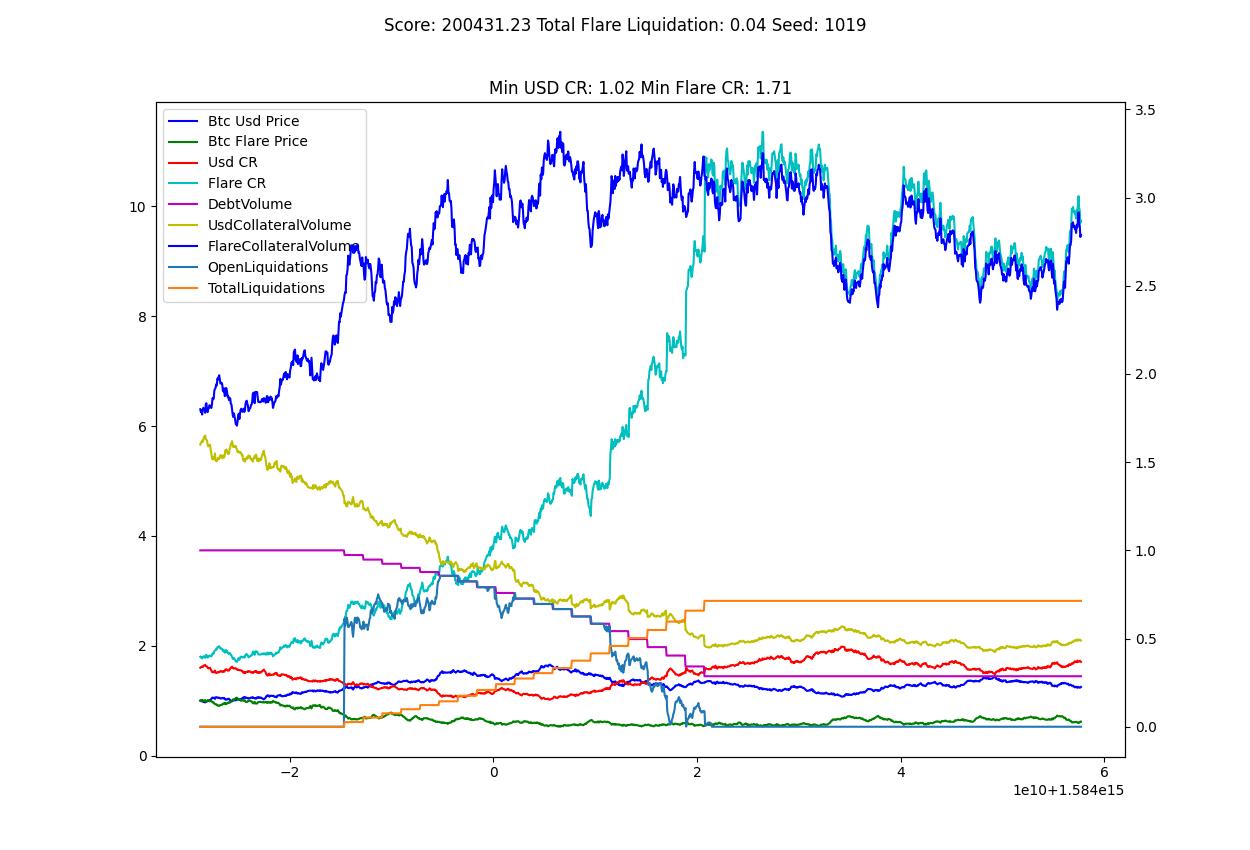 Score: 200431.23 Total Flare Liquidation: 0.04 Seed: 1019
Min USD CR: 1.02 Min Flare CR: 1.71
Btc Usd Price
Btc Flare Price
Usd CR
Flare CR
DebtVolume
UsdCollateralVolume
FlareCollateralVolume
OpenLiquidations
TotalLiquidations
10
8
6
4
2
0
3.5
3.0
2.5
2.0
1.5
1.0
0.5
0.0
−2 0 2 4 6
1e10+1.584e15